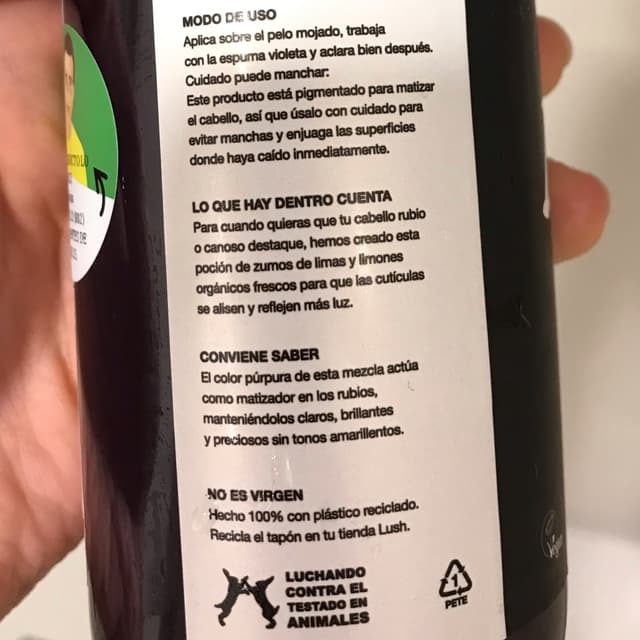 MODO DE USO
Aplica sobre el pelo mojado, trabaja
con la espuma violeta y aclara bien después.
Cuidado puede manchar:
Este producto está pigmentado para matizar
el cabello, así que úsalo con cuidado para
evitar manchas y enjuaga las superficies
donde haya caído inmediatamente.
LO QUE HAY DENTRO CUENTA
Para cuando quieras que tu cabello rubio
o canoso destaque, hemos creado esta
poción de zumos de limas y limones
orgánicos frescos para que las cutículas
se alisen y reflejen más luz.
CONVIENE SABER
El color púrpura de esta mezcla actúa
como matizador en los rubios,
manteniéndolos claros, brillantes
y preciosos sin tonos amarillentos.
NO ES VIRGEN
Hecho 100% con plástico reciclado.
Recicla el tapón en tu tienda Lush.
LUCHANDO
CONTRA EL
TESTADO EN
ANIMALES
1
PETE